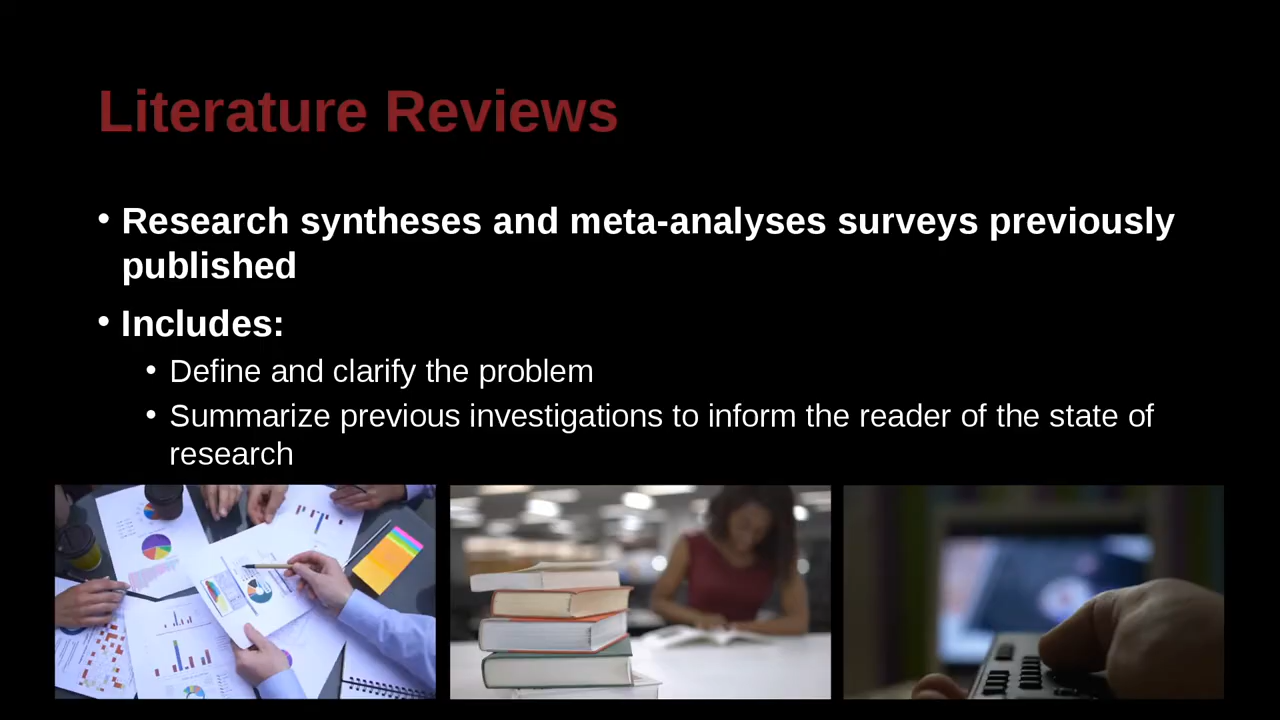 Literature Reviews
• Research syntheses and meta-analyses surveys previously
published
• Includes:
• Define and clarify the problem
• Summarize previous investigations to inform the reader of the state of
research